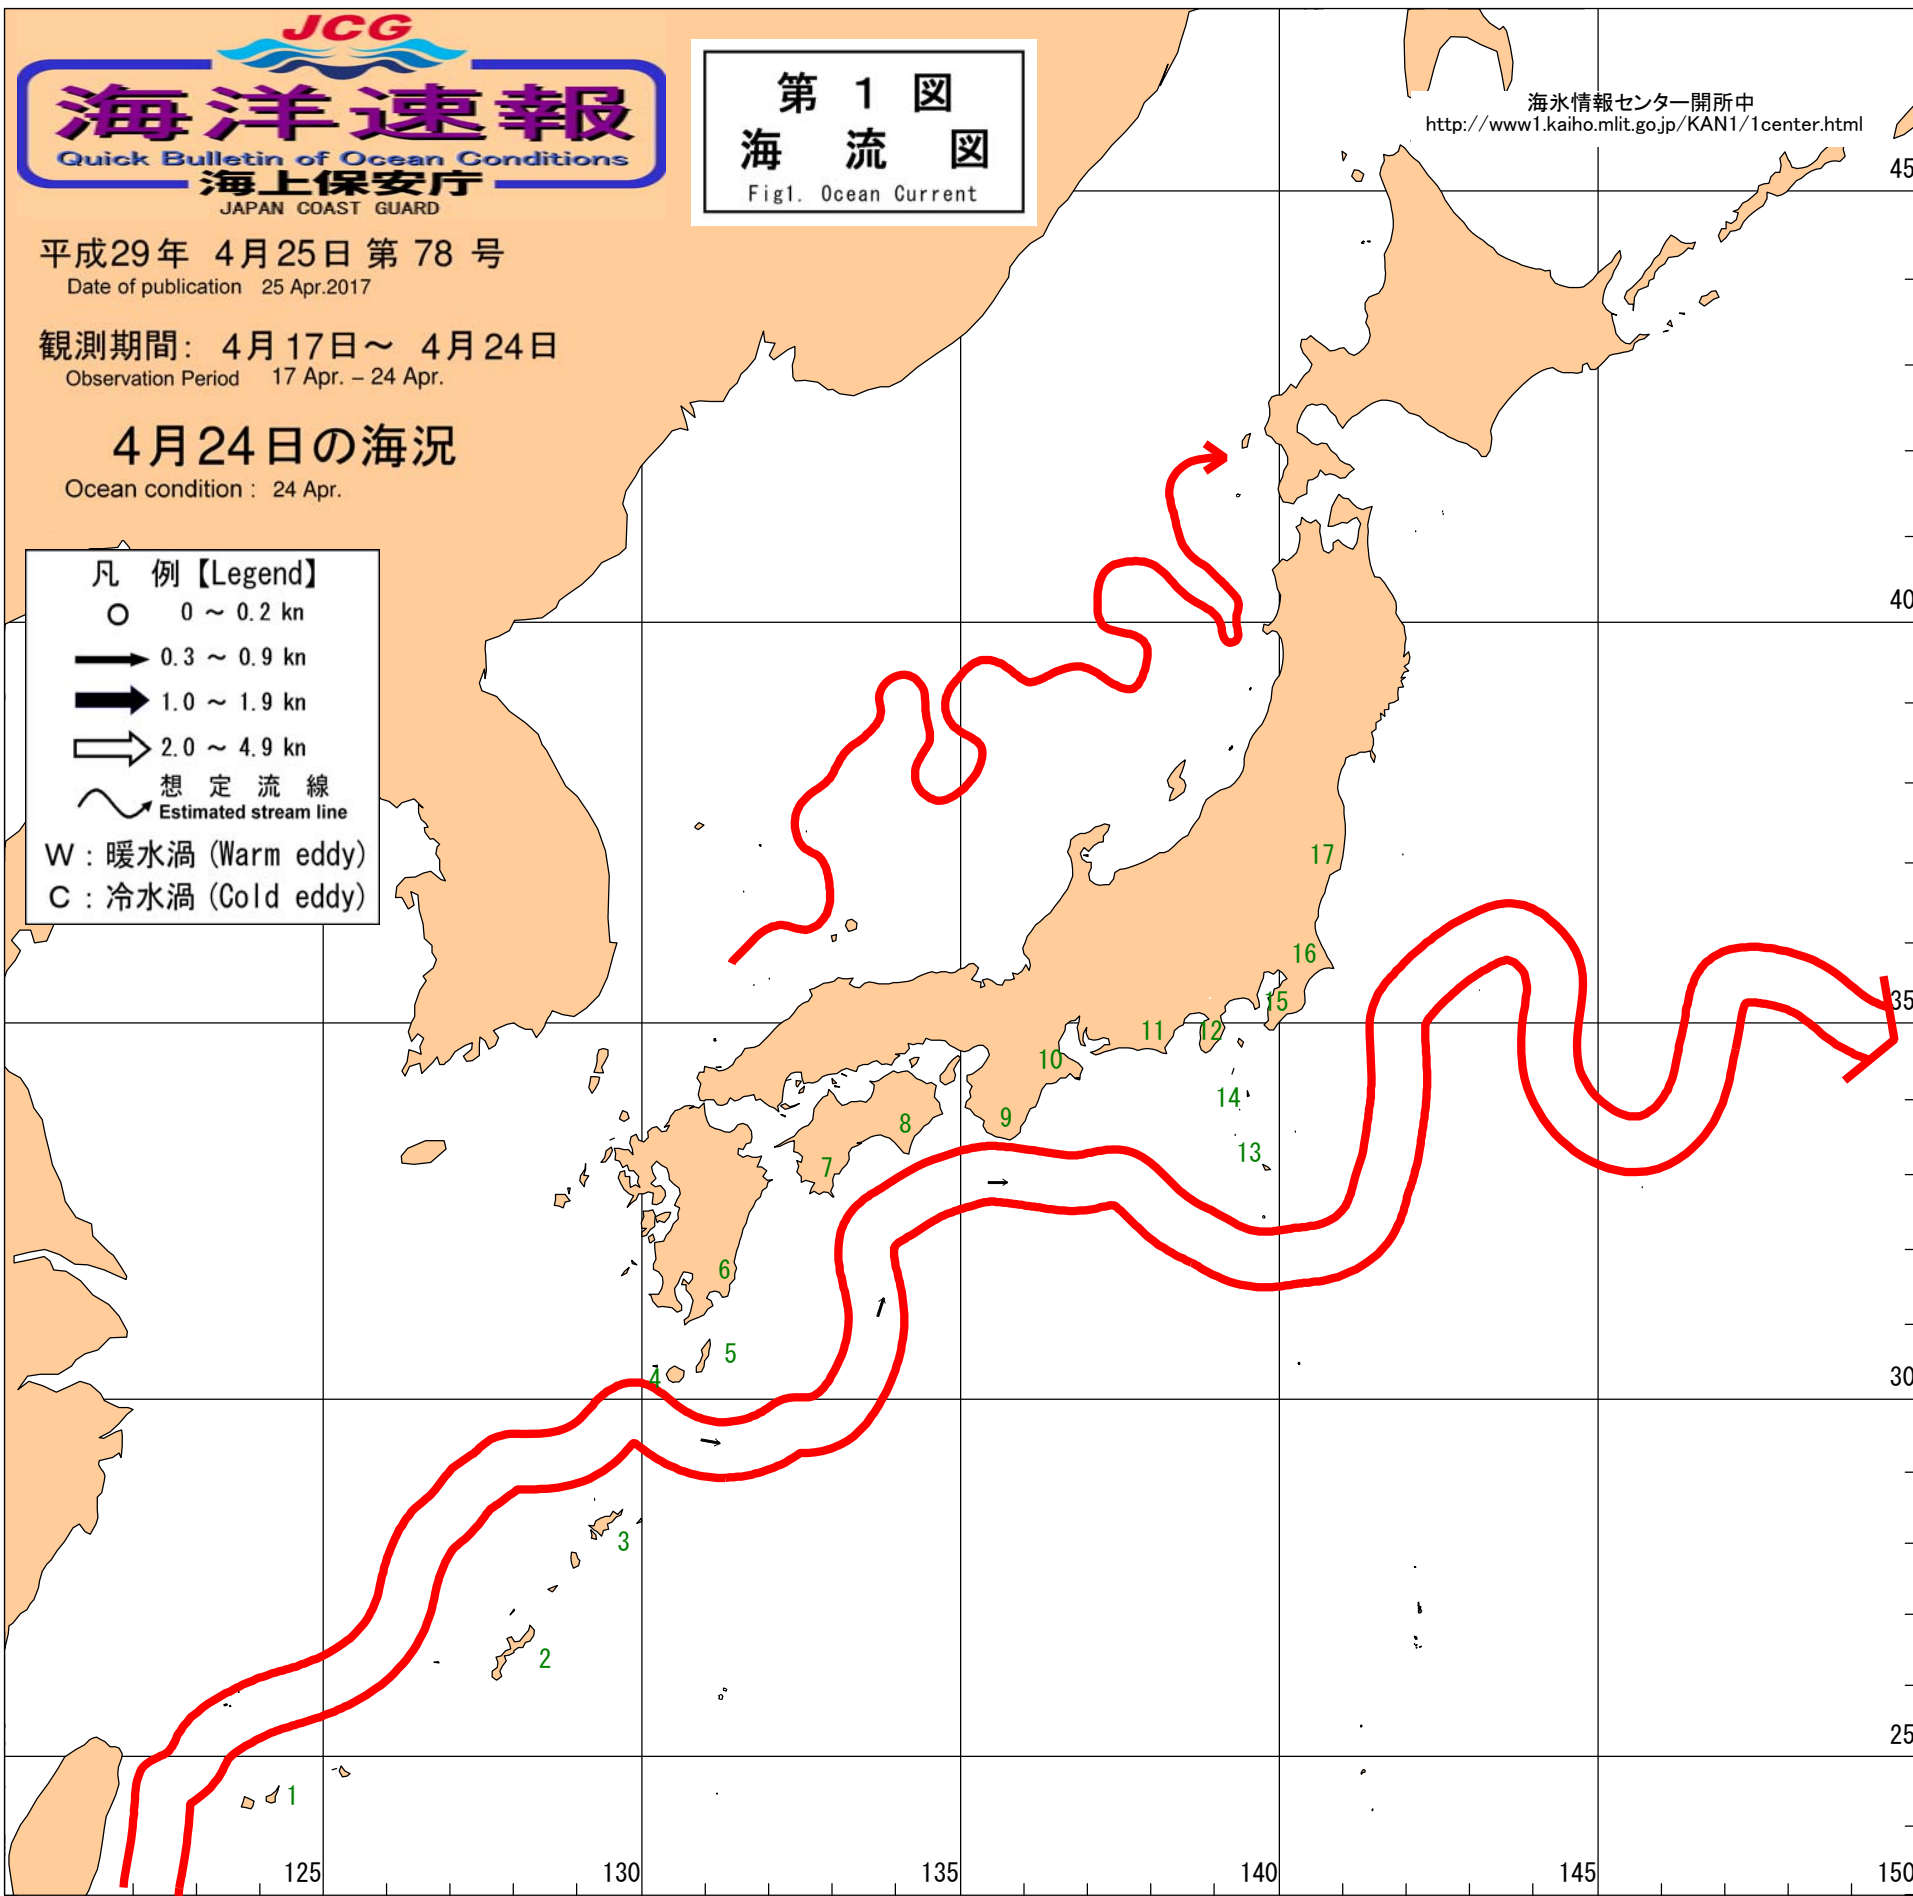 JCG
海洋速報
Quick Bulletin of Ocean Conditions
海上保安庁
JAPAN COAST GUARD
平成29年 4月25日 第 78 号
Date of publication 25 Apr.2017
観測期間: 4月17日～ 4月24日
Observation Period 17 Apr. – 24 Apr.
4月24日の海況
Ocean condition : 24 Apr.
第 1 図
海 流 図
Fig1. Ocean Current
海氷情報センター開所中
http://www1.kaiho.mlit.go.jp/KAN1/1center.html
凡 例【Legend】
0 ～ 0.2 kn
0.3 ～ 0.9 kn
1.0 ～ 1.9 kn
2.0 ～ 4.9 kn
想 定 流 線
Estimated stream line
W : 暖水渦 (Warm eddy)
C : 冷水渦 (Cold eddy)
45
40
35
30
25
17
16
15
12
11
10
14
9
8
13
7
6
5
4
3
2
1
125
130
135
140
145
150